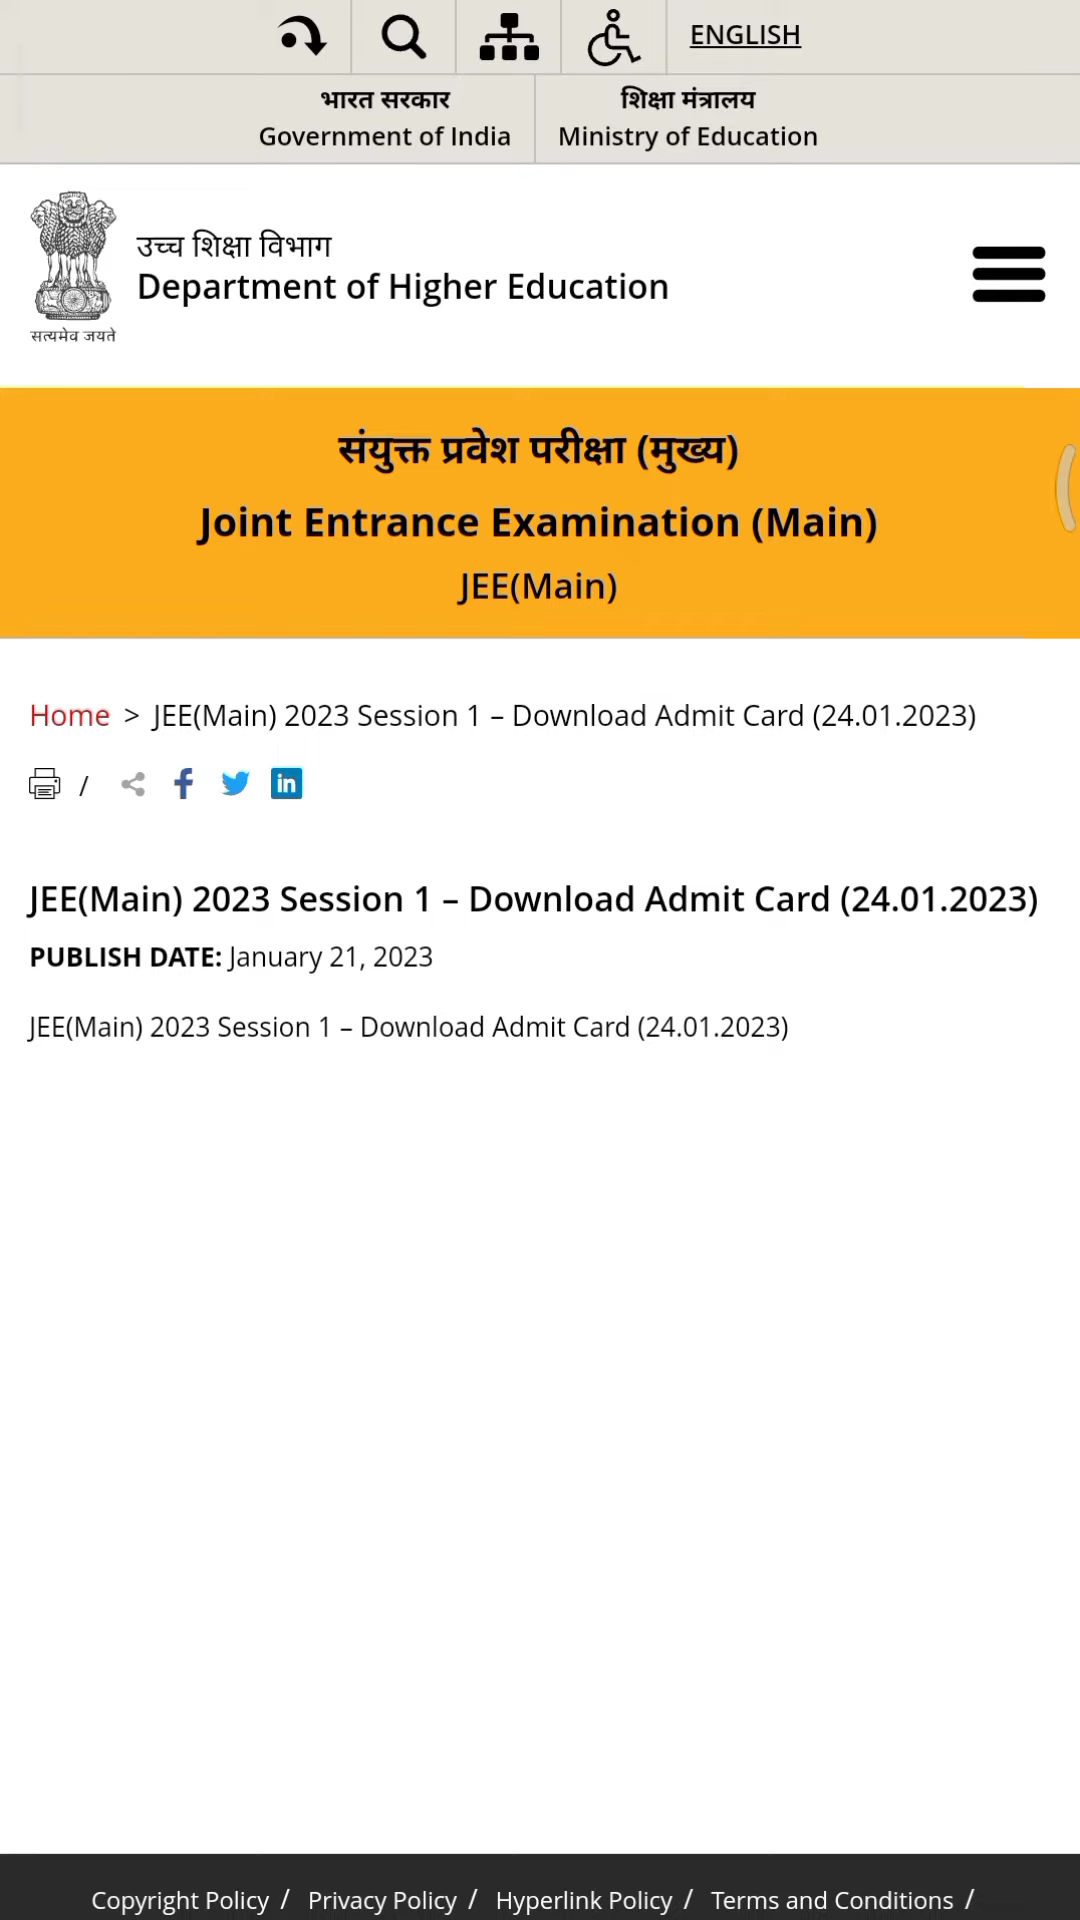 ENGLISH
भारत सरकार
Government of India
शिक्षा मंत्रालय
Ministry of Education
सत्यमेव जयते
उच्च शिक्षा विभाग
Department of Higher Education
संयुक्त प्रवेश परीक्षा (मुख्य)
Joint Entrance Examination (Main)
JEE(Main)
Home > JEE(Main) 2023 Session 1 – Download Admit Card (24.01.2023)
/
in
JEE(Main) 2023 Session 1 – Download Admit Card (24.01.2023)
PUBLISH DATE: January 21, 2023
JEE(Main) 2023 Session 1 – Download Admit Card (24.01.2023)
Copyright Policy / Privacy Policy / Hyperlink Policy / Terms and Conditions /